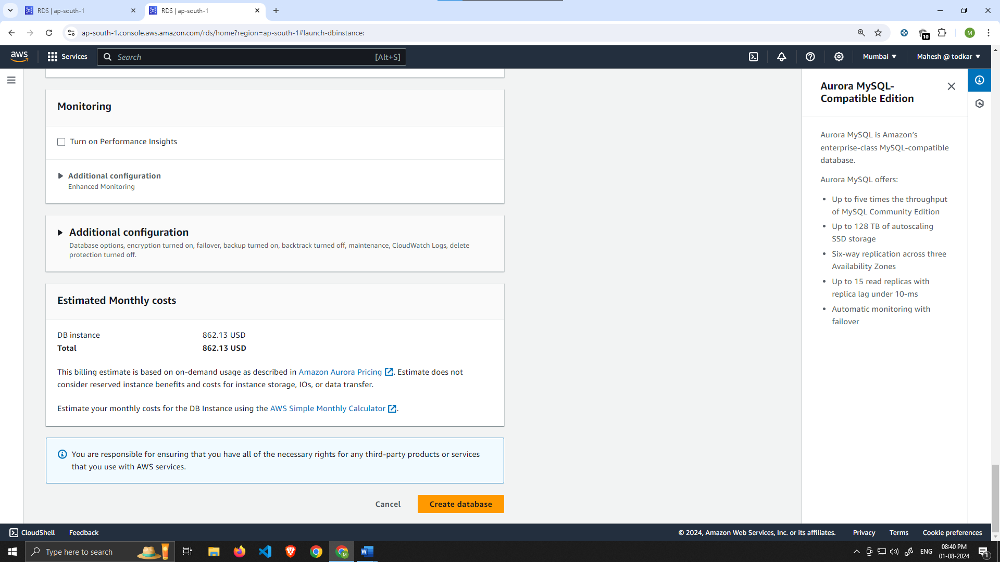 RDS | ap-south-1
RDS | ap-south-1
ap-south-1.console.aws.amazon.com/rds/home?region=ap-south-1#launch-dbinstance:
10
M
aws
Services
Search
[Alt+S]
Mumbai
Mahesh @ todkar
Monitoring
Turn on Performance Insights
Additional configuration
Enhanced Monitoring
Additional configuration
Database options, encryption turned on, failover, backup turned on, backtrack turned off, maintenance, CloudWatch Logs, delete
protection turned off.
Estimated Monthly costs
DB instance 862.13 USD
Total 862.13 USD
This billing estimate is based on on-demand usage as described in Amazon Aurora Pricing. Estimate does not
consider reserved instance benefits and costs for instance storage, IOs, or data transfer.
Estimate your monthly costs for the DB Instance using the AWS Simple Monthly Calculator.
You are responsible for ensuring that you have all of the necessary rights for any third-party products or services
that you use with AWS services.
Cancel
Create database
Aurora MySQL-
Compatible Edition
Aurora MySQL is Amazon's
enterprise-class MySQL-compatible
database.
Aurora MySQL offers:
• Up to five times the throughput
of MySQL Community Edition
• Up to 128 TB of autoscaling
SSD storage
• Six-way replication across three
Availability Zones
• Up to 15 read replicas with
replica lag under 10-ms
• Automatic monitoring with
failover
CloudShell
Feedback
© 2024, Amazon Web Services, Inc. or its affiliates.
Privacy
Terms
Cookie preferences
Type here to search
M
W
ENG
08:40 PM
01-08-2024
1